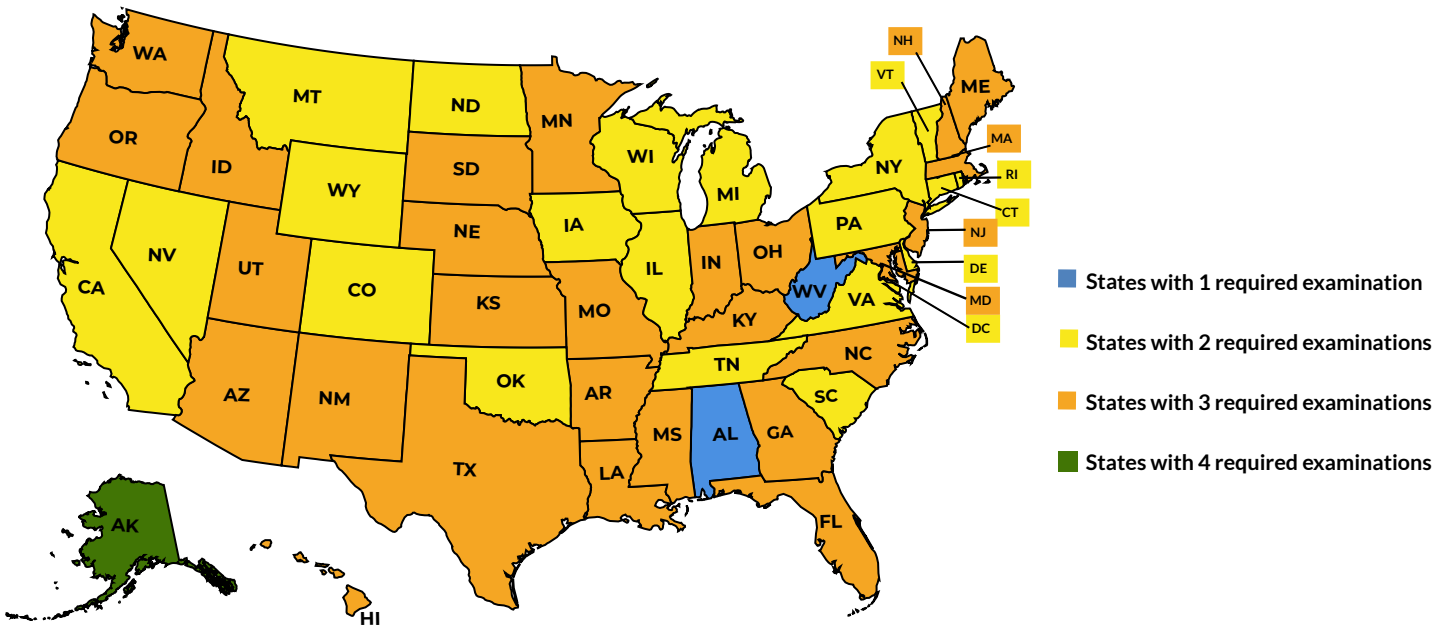 NH
WA
VT
ME
MT
ND
MN
OR
MA
WI
NY
ID
SD
RI
WY
MI
CT
IA
PA
NE
NJ
NV
OH
IN
UT
IL
DE
CA
CO
States with 1 required examination
WV
VA
MD
KS
MO
KY
DC
States with 2 required examinations
NC
TN
OK
AZ
AR
SC
NM
States with 3 required examinations
MS
AL
GA
States with 4 required examinations
TX
LA
FL
AK
HI